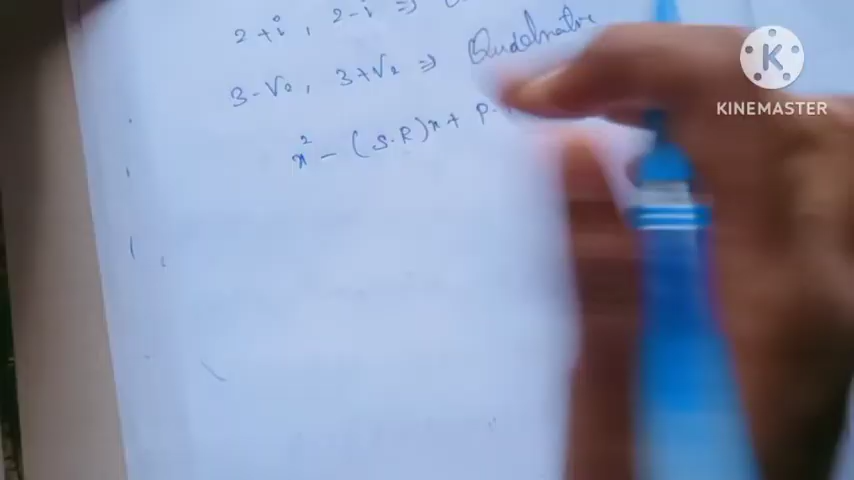 2+i, 2-i ⇒
3-√2, 3+√2 ⇒ Quadratic
x² - (S.R)x + P.
KINEMASTER